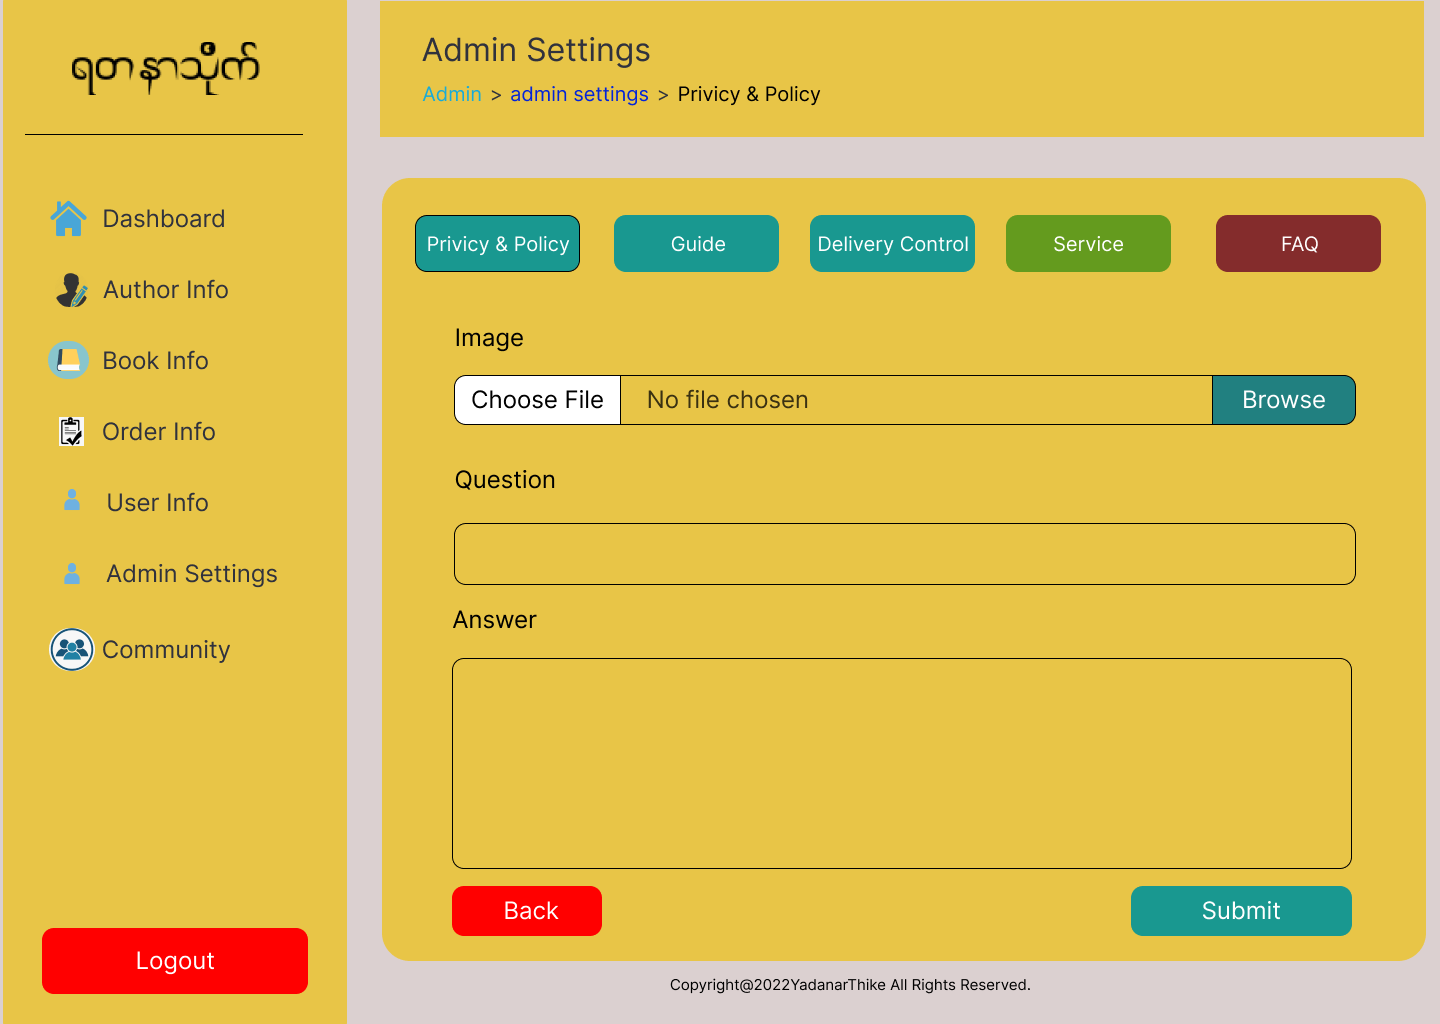 ရတနာသိုက်
Dashboard
Author Info
Book Info
Order Info
User Info
Admin Settings
Community
Logout
Admin Settings
Admin > admin settings > Privicy & Policy
Privicy & Policy Guide Delivery Control Service FAQ
Image
Choose File No file chosen Browse
Question
Answer
Back Submit
Copyright@2022YadanarThike All Rights Reserved.